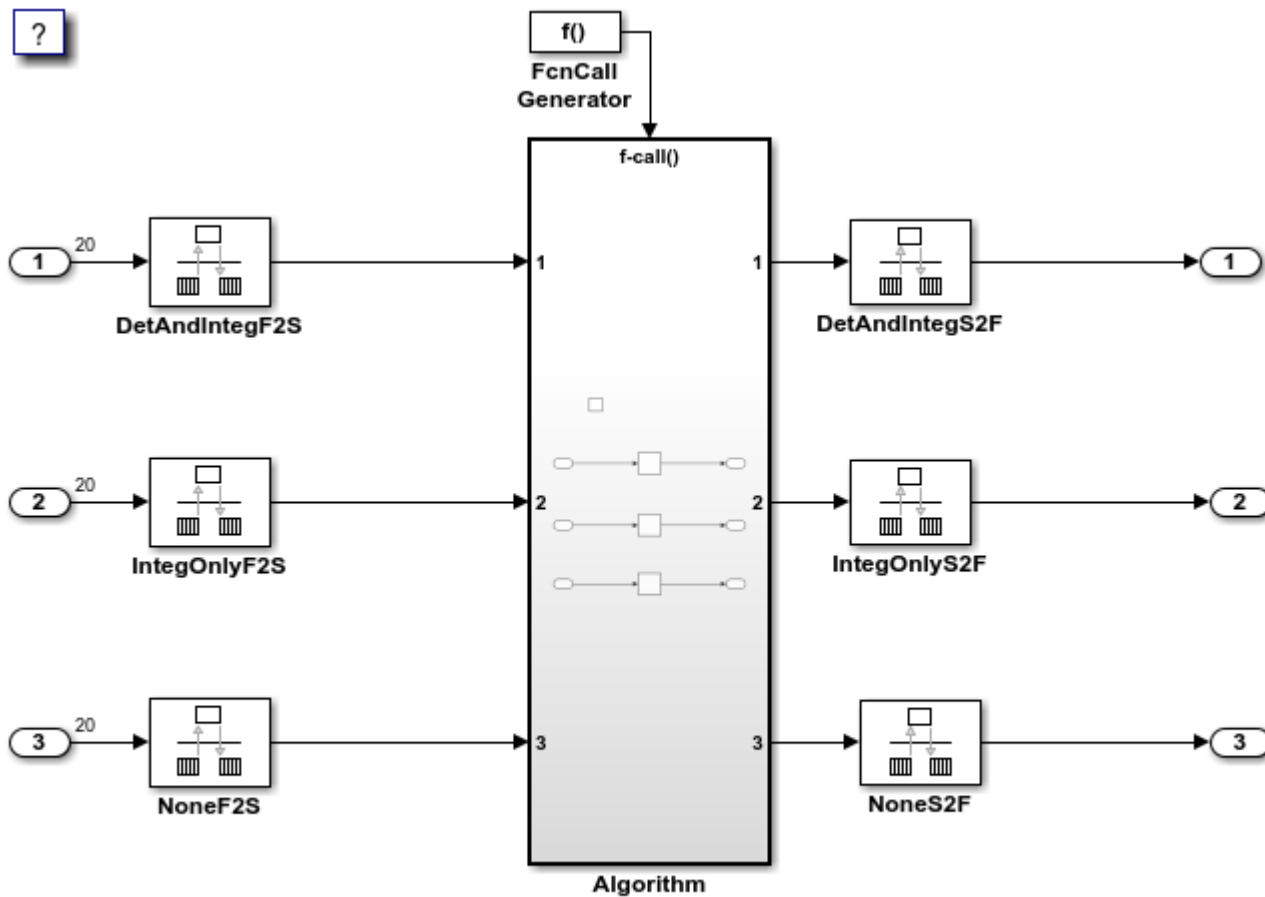 ?
f()
FcnCall
Generator
f-call()
1
20
DetAndIntegF2S
1
1
DetAndIntegS2F
1
2
20
IntegOnlyF2S
2
2
IntegOnlyS2F
2
3
20
NoneF2S
3
3
NoneS2F
3
Algorithm